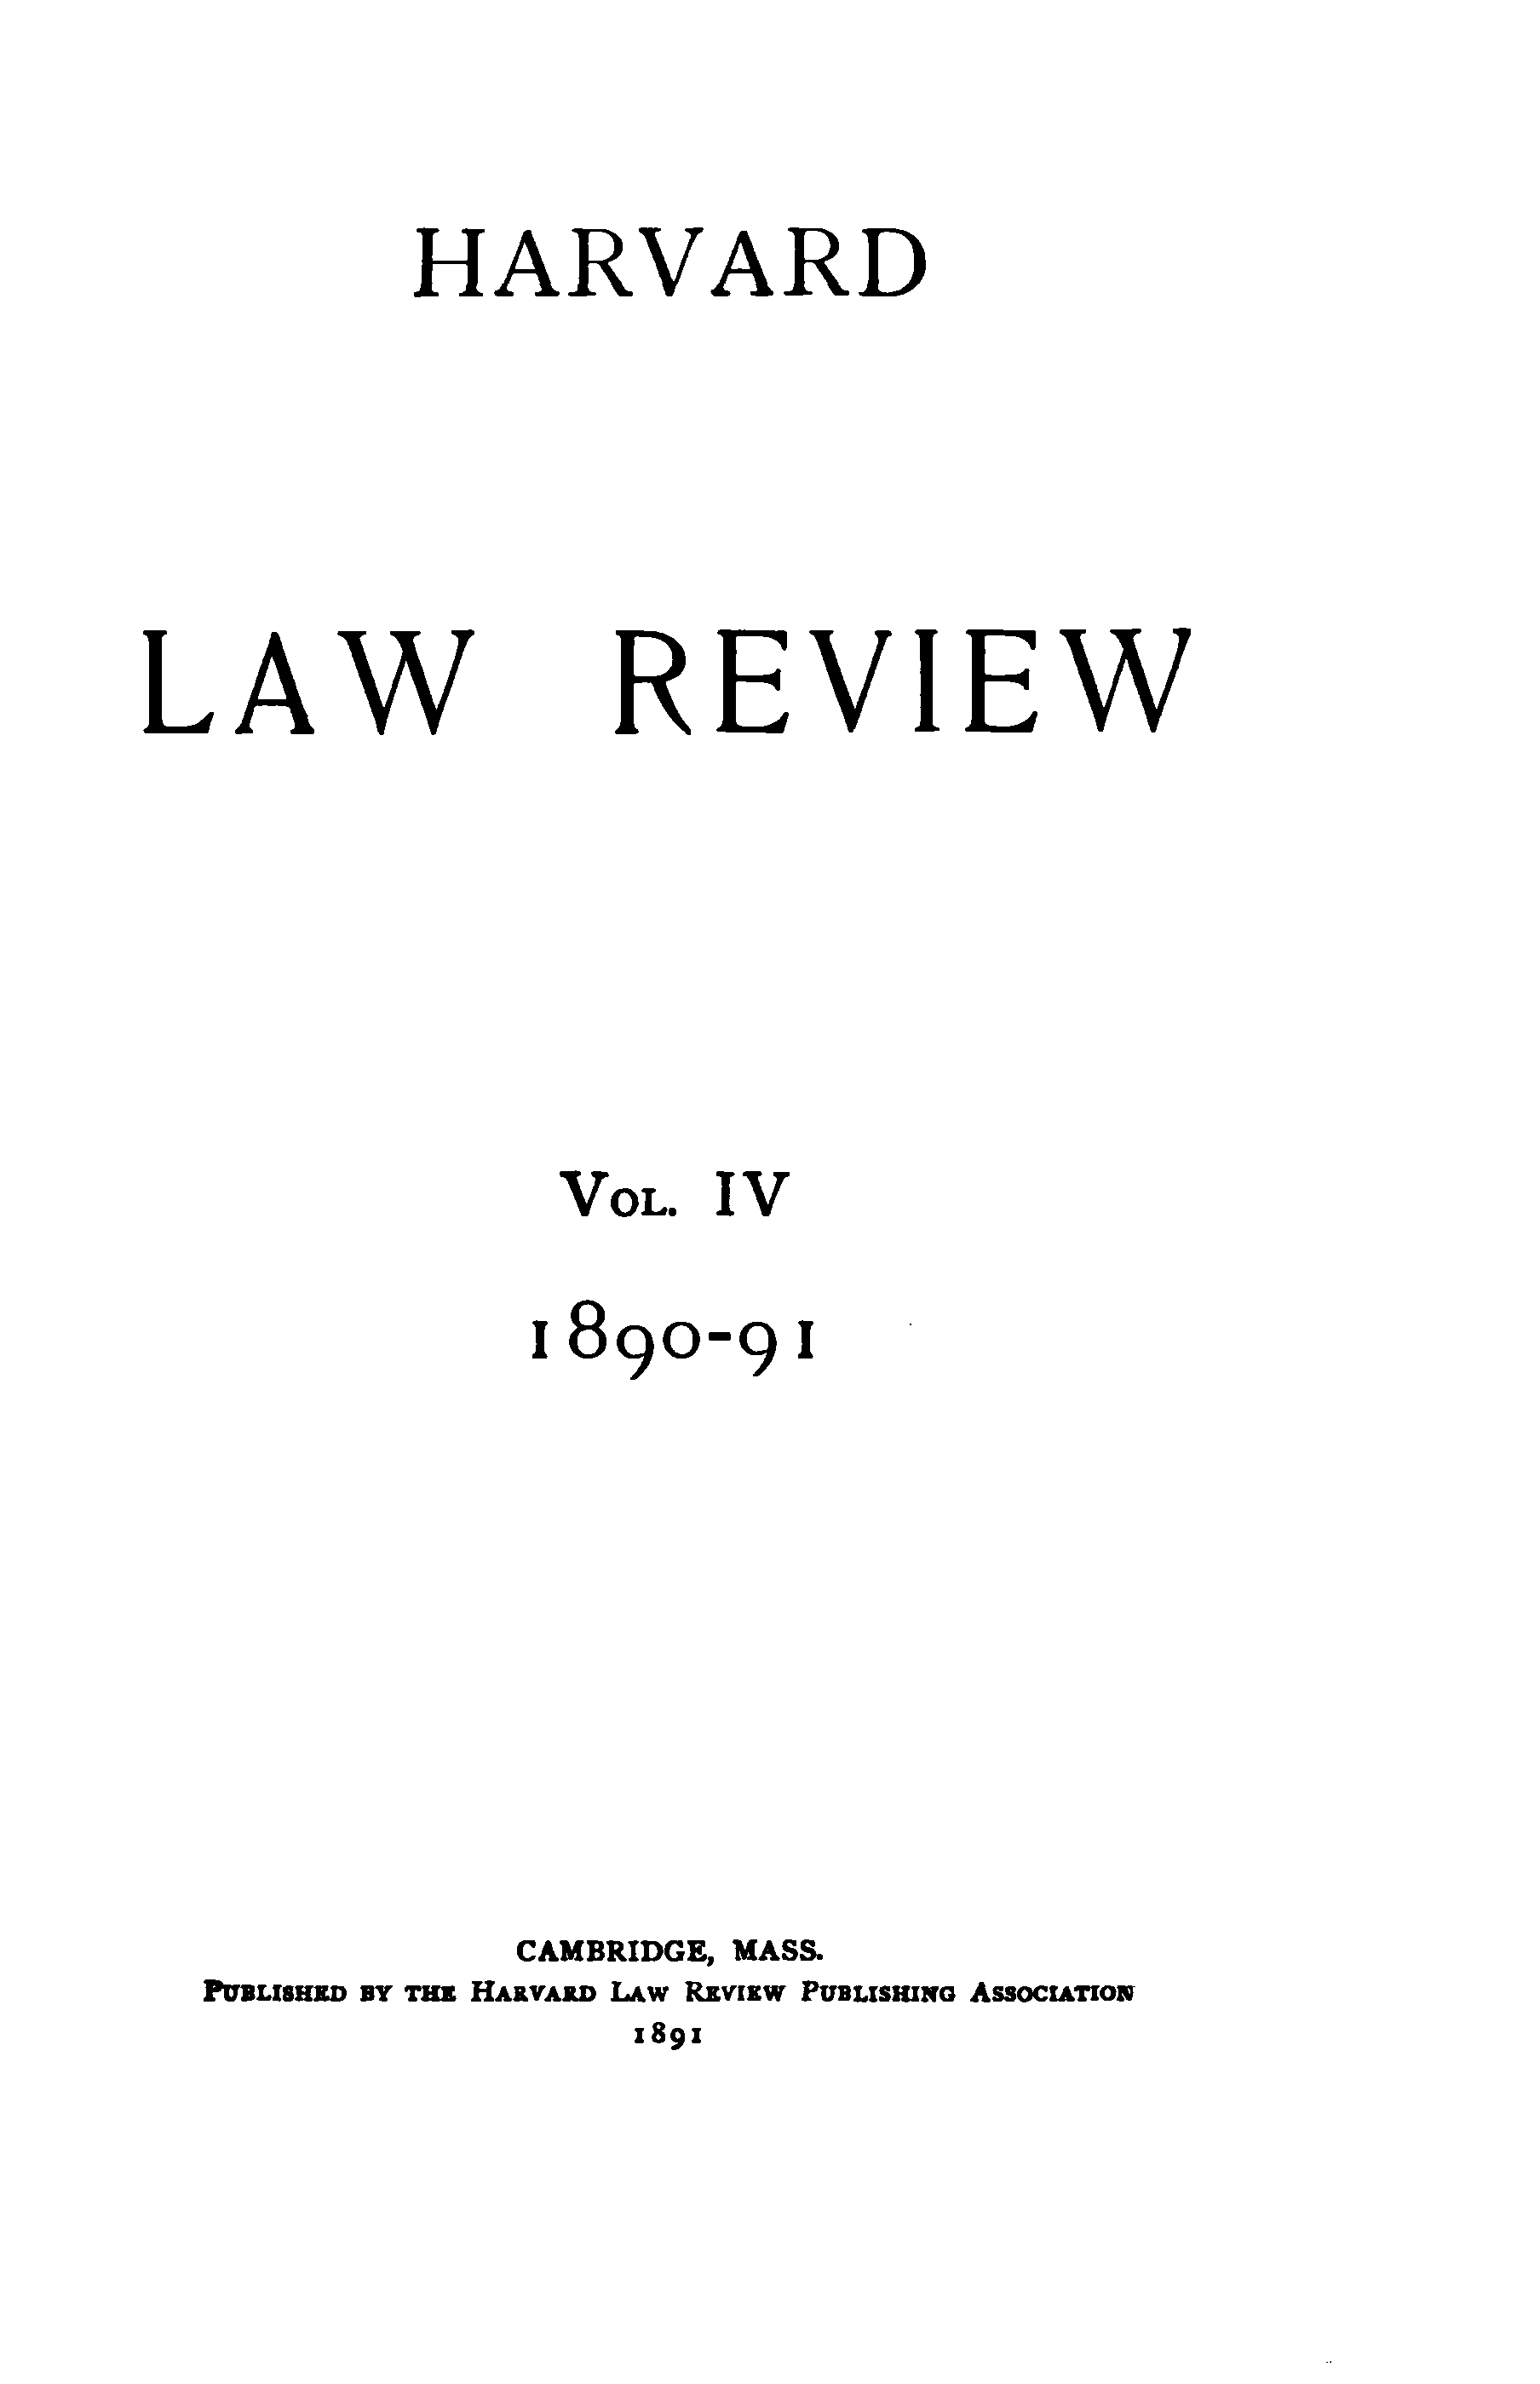 HARVARD
LAW REVIEW
VOL. IV
1890-91
CAMBRIDGE, MASS.
PUBLISHED BY THE HARVARD LAW REVIEW PUBLISHING ASSOCIATION
1891